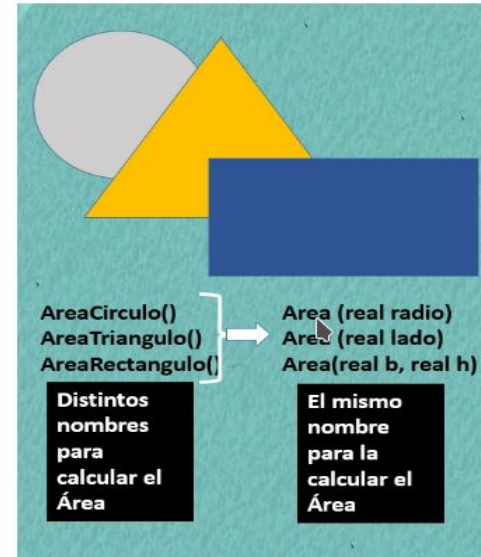 AreaCirculo()
AreaTriangulo()
AreaRectangulo()
Area (real radio)
Area (real lado)
Area(real b, real h)
Distintos
nombres
para
calcular el
Área
El mismo
nombre
para la
calcular el
Área